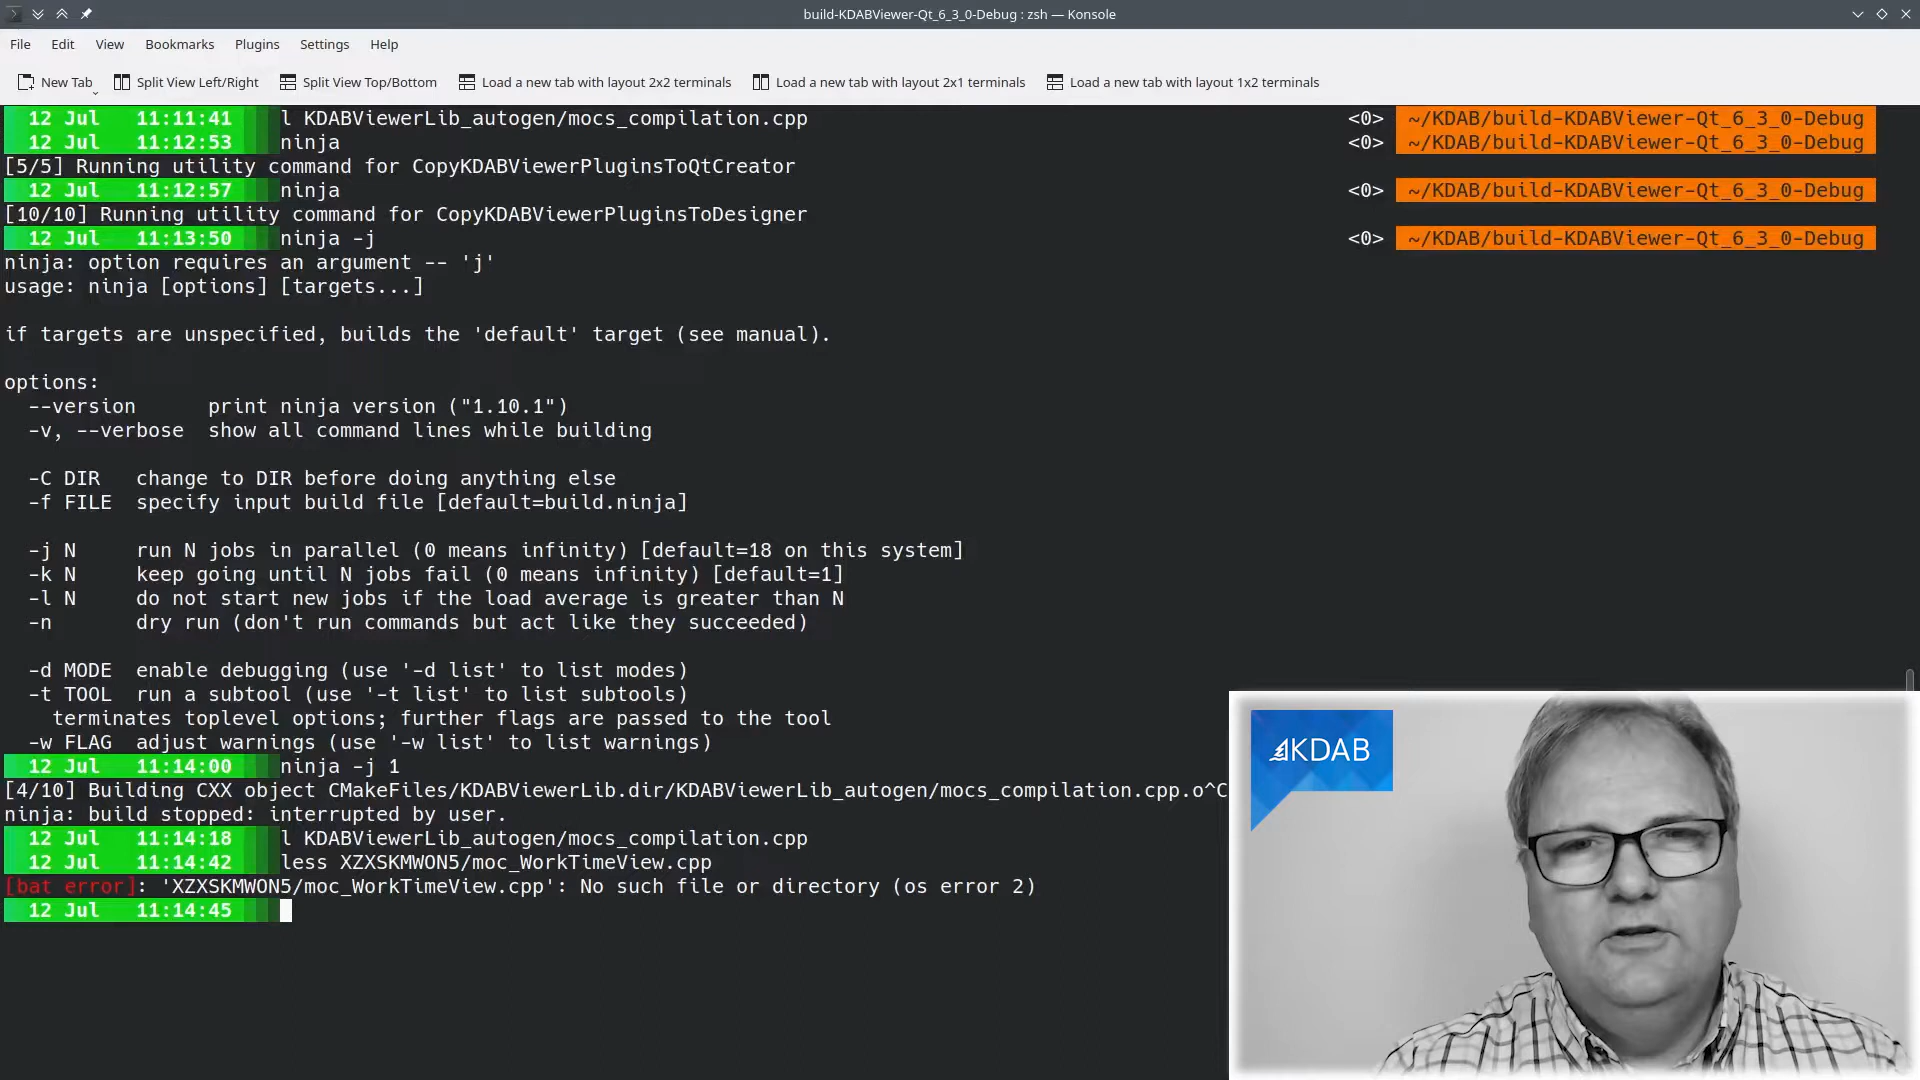 build-KDABViewer-Qt_6_3_0-Debug : zsh — Konsole
File Edit View Bookmarks Plugins Settings Help
New Tab Split View Left/Right Split View Top/Bottom Load a new tab with layout 2x2 terminals Load a new tab with layout 2x1 terminals Load a new tab with layout 1x2 terminals
12 Jul 11:11:41 l KDABViewerLib_autogen/mocs_compilation.cpp <0> ~/KDAB/build-KDABViewer-Qt_6_3_0-Debug
12 Jul 11:12:53 ninja <0> ~/KDAB/build-KDABViewer-Qt_6_3_0-Debug
[5/5] Running utility command for CopyKDABViewerPluginsToQtCreator
12 Jul 11:12:57 ninja <0> ~/KDAB/build-KDABViewer-Qt_6_3_0-Debug
[10/10] Running utility command for CopyKDABViewerPluginsToDesigner
12 Jul 11:13:50 ninja -j <0> ~/KDAB/build-KDABViewer-Qt_6_3_0-Debug
ninja: option requires an argument -- 'j'
usage: ninja [options] [targets...]
if targets are unspecified, builds the 'default' target (see manual).
options:
--version print ninja version ("1.10.1")
-v, --verbose show all command lines while building
-C DIR change to DIR before doing anything else
-f FILE specify input build file [default=build.ninja]
-j N run N jobs in parallel (0 means infinity) [default=18 on this system]
-k N keep going until N jobs fail (0 means infinity) [default=1]
-l N do not start new jobs if the load average is greater than N
-n dry run (don't run commands but act like they succeeded)
-d MODE enable debugging (use '-d list' to list modes)
-t TOOL run a subtool (use '-t list' to list subtools)
terminates toplevel options; further flags are passed to the tool
-w FLAG adjust warnings (use '-w list' to list warnings)
12 Jul 11:14:00 ninja -j 1
[4/10] Building CXX object CMakeFiles/KDABViewerLib.dir/KDABViewerLib_autogen/mocs_compilation.cpp.o^C
ninja: build stopped: interrupted by user.
12 Jul 11:14:18 l KDABViewerLib_autogen/mocs_compilation.cpp
12 Jul 11:14:42 less XZXSKMWON5/moc_WorkTimeView.cpp
[bat error]: 'XZXSKMWON5/moc_WorkTimeView.cpp': No such file or directory (os error 2)
12 Jul 11:14:45
KDAB